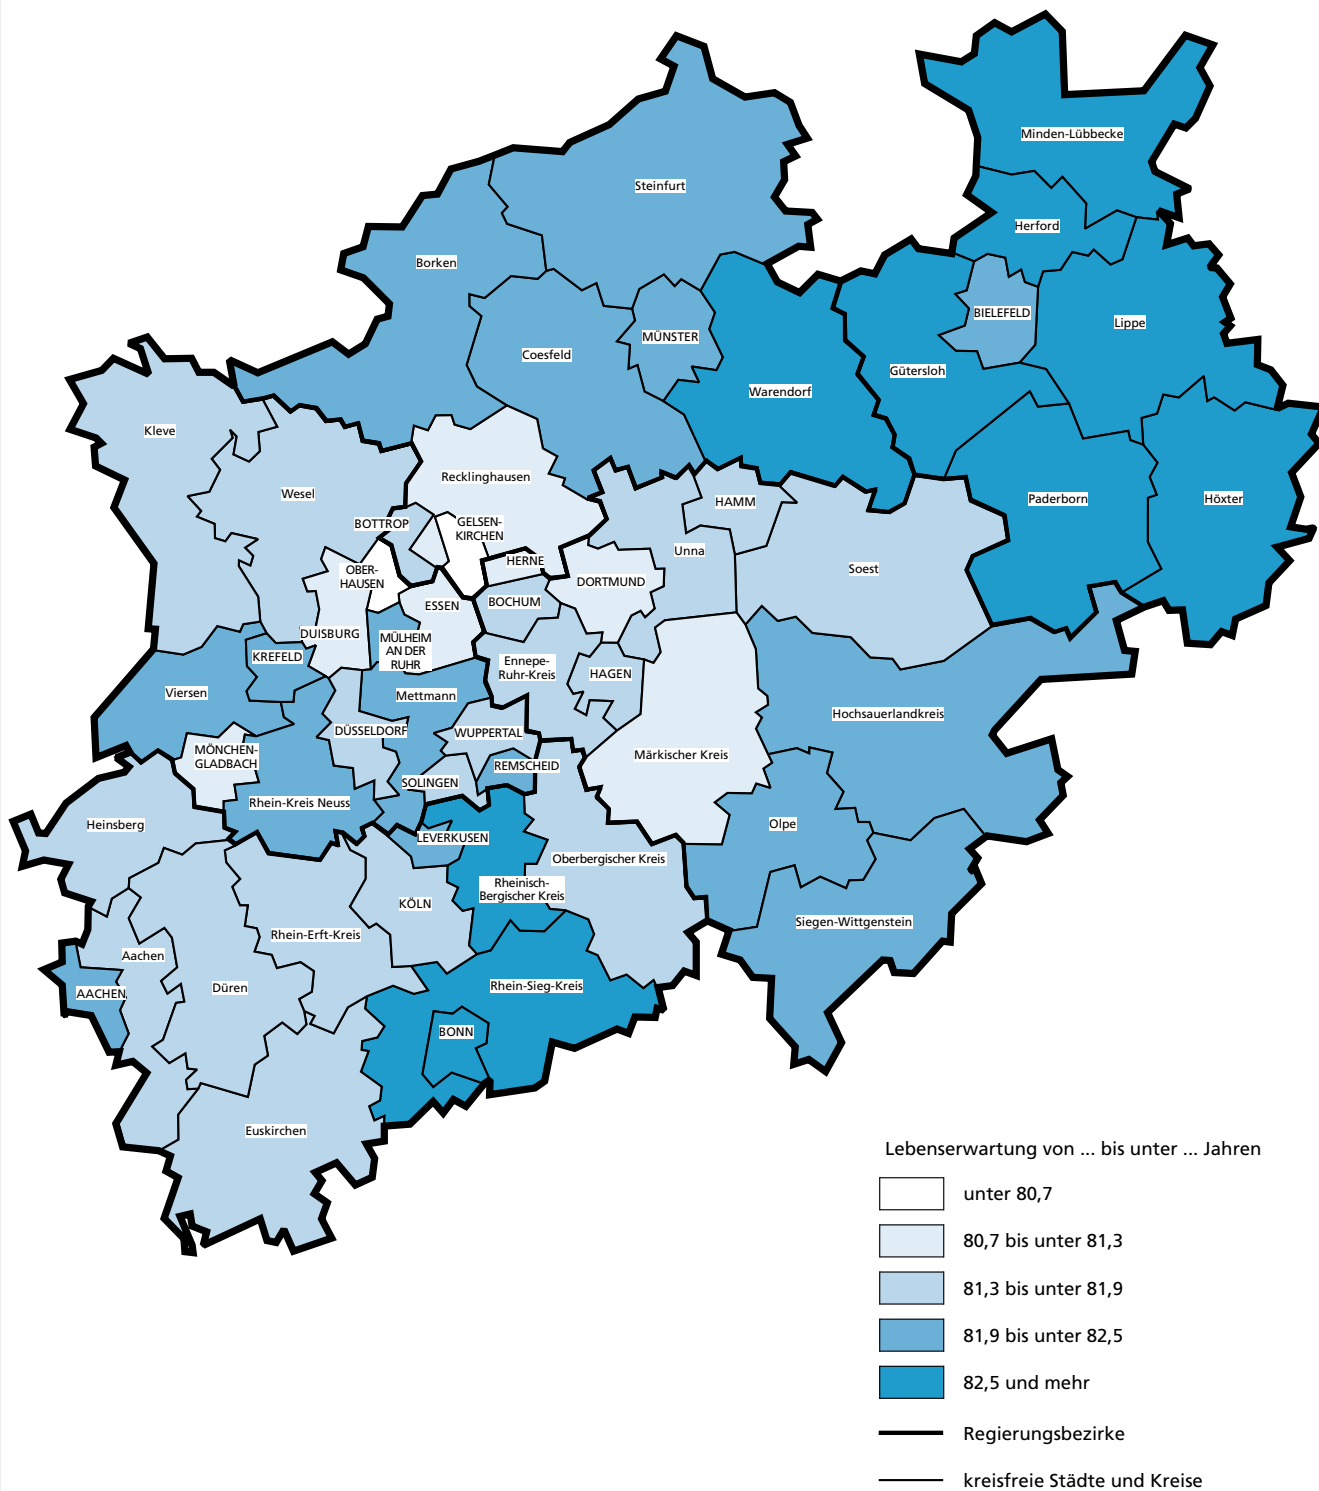 Minden-Lübbecke
Steinfurt
Herford
Borken
BIELEFELD
Lippe
MÜNSTER
Coesfeld
Gütersloh
Warendorf
Kleve
Recklinghausen
Wesel
Paderborn
Höxter
HAMM
BOTTROP
GELSEN-
KIRCHEN
Unna
HERNE
Soest
OBER-
HAUSEN
DORTMUND
ESSEN
BOCHUM
DUISBURG
MÜLHEIM
AN DER
RUHR
KREFELD
Ennepe-
Ruhr-Kreis
HAGEN
Viersen
Mettmann
Hochsauerlandkreis
DÜSSELDORF
WUPPERTAL
MÖNCHEN-
GLADBACH
Märkischer Kreis
REMSCHEID
SOLINGEN
Rhein-Kreis Neuss
Heinsberg
Olpe
LEVERKUSEN
Oberbergischer Kreis
Rheinisch-
Bergischer Kreis
KÖLN
Siegen-Wittgenstein
Rhein-Erft-Kreis
Aachen
Düren
Rhein-Sieg-Kreis
AACHEN
BONN
Euskirchen
Lebenserwartung von ... bis unter ... Jahren
unter 80,7
80,7 bis unter 81,3
81,3 bis unter 81,9
81,9 bis unter 82,5
82,5 und mehr
Regierungsbezirke
kreisfreie Städte und Kreise